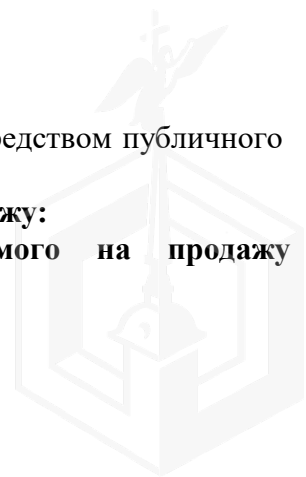 редством публичного
жу:
мого на продажу